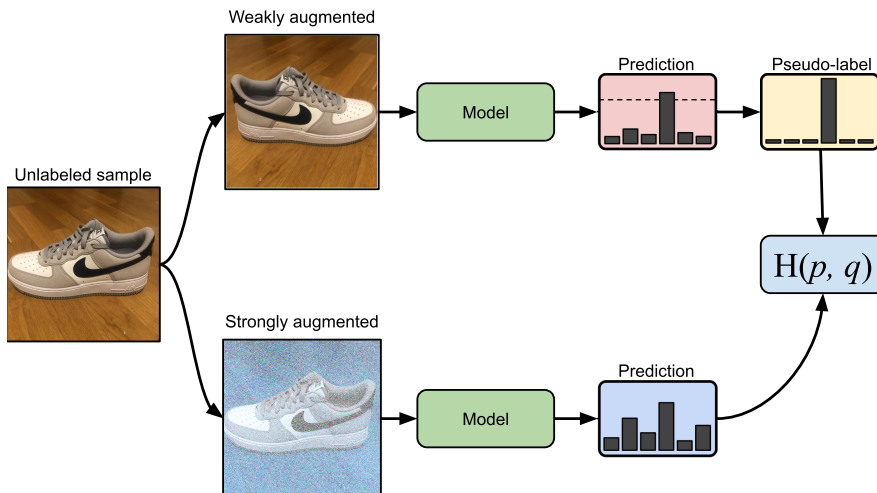 Weakly augmented
Prediction
Pseudo-label
Model
Unlabeled sample
H(p, q)
Strongly augmented
Prediction
Model